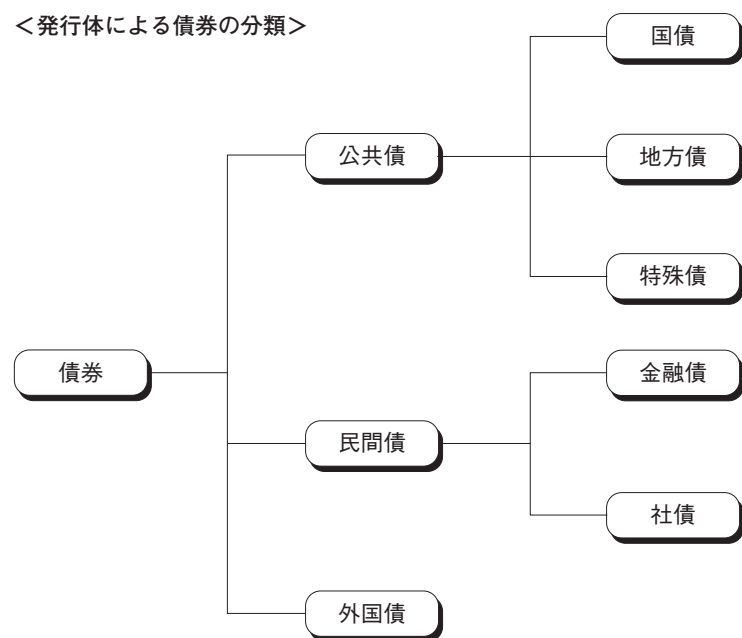 ＜発行体による債券の分類＞
国債
公共債
地方債
特殊債
債券
金融債
民間債
社債
外国債